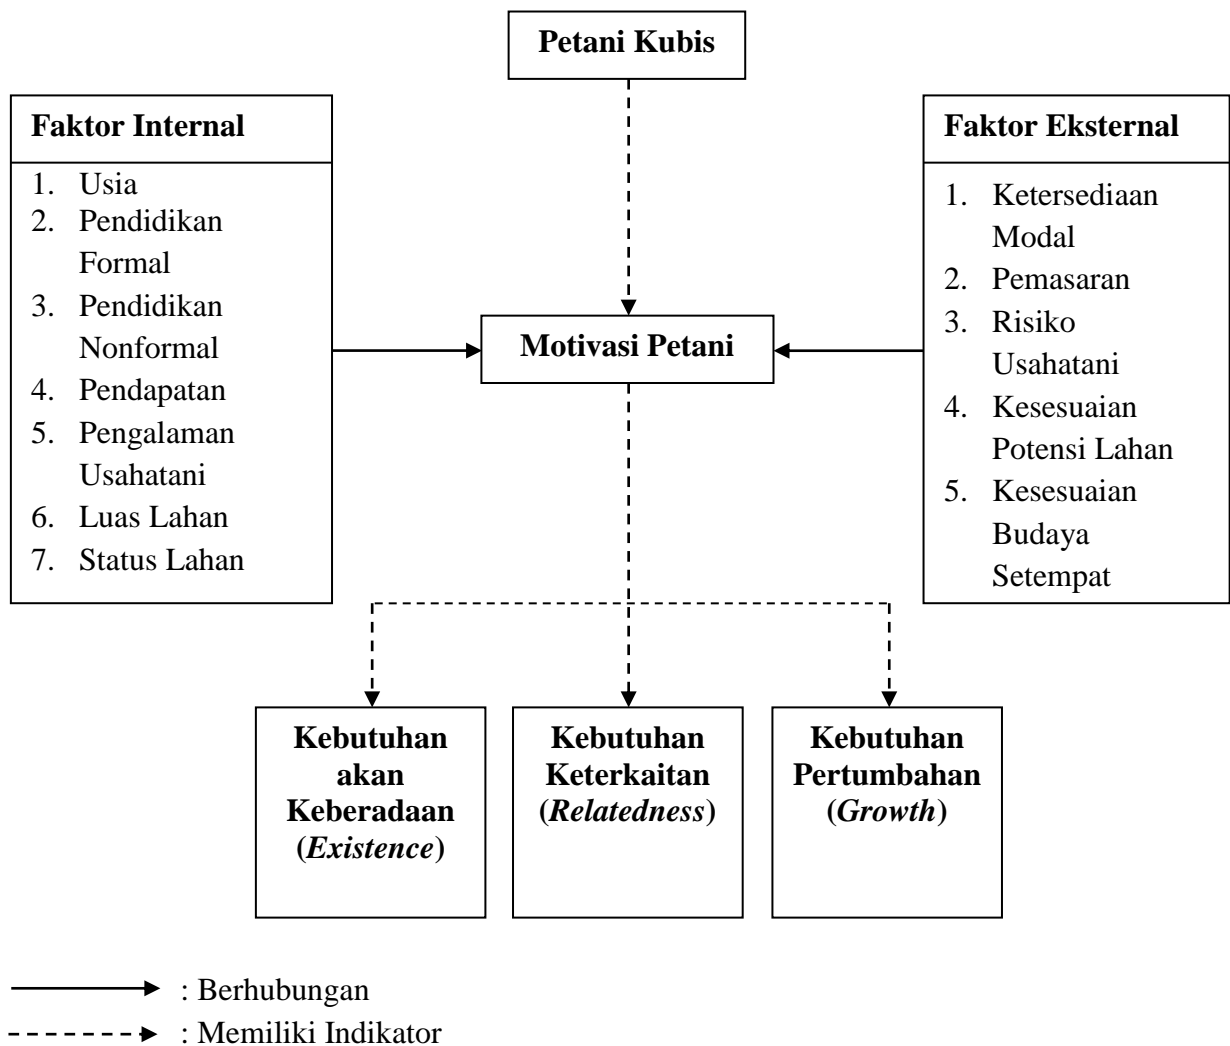 Petani Kubis
Faktor Internal
1. Usia
2. Pendidikan
Formal
3. Pendidikan
Nonformal
4. Pendapatan
5. Pengalaman
Usahatani
6. Luas Lahan
7. Status Lahan
Motivasi Petani
Faktor Eksternal
1. Ketersediaan
Modal
2. Pemasaran
3. Risiko
Usahatani
4. Kesesuaian
Potensi Lahan
5. Kesesuaian
Budaya
Setempat
Kebutuhan
akan
Keberadaan
(Existence)
Kebutuhan
Keterkaitan
(Relatedness)
Kebutuhan
Pertumbahan
(Growth)
: Berhubungan
: Memiliki Indikator